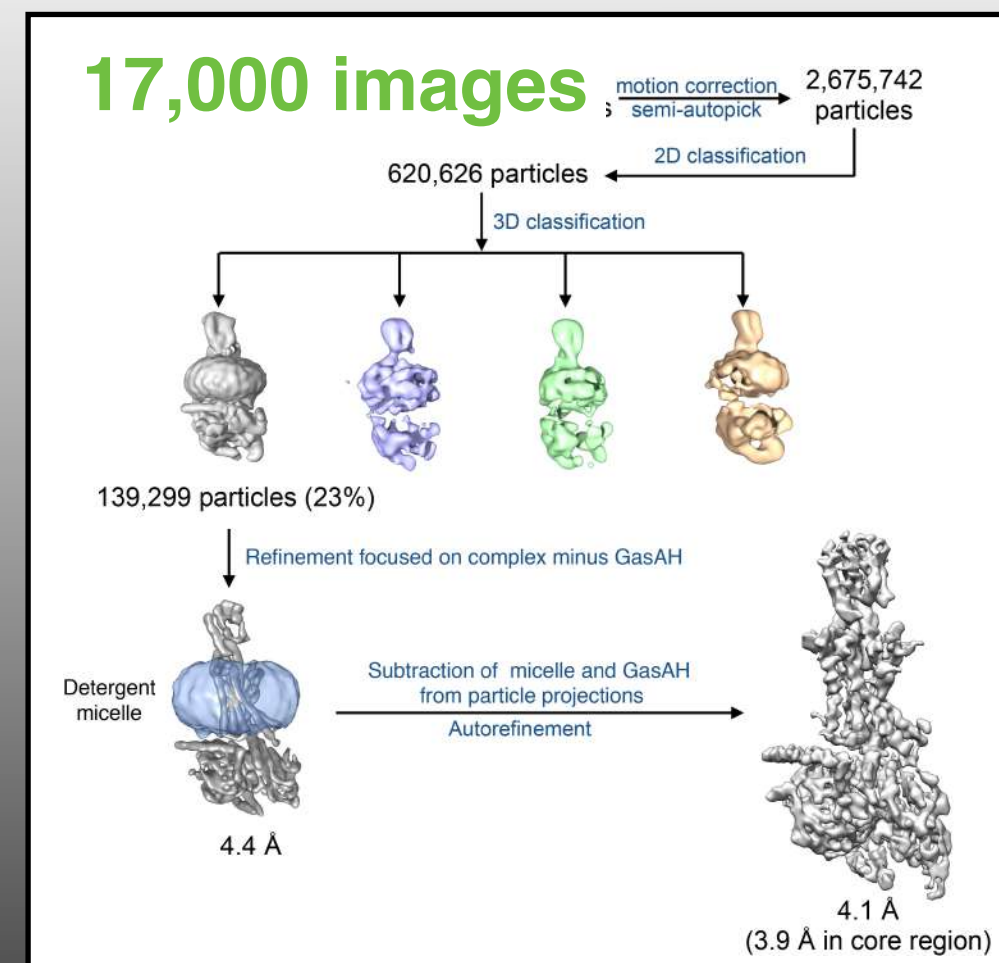 17,000 images
s
motion correction
semi-autopick
2,675,742
particles
2D classification
620,626 particles
3D classification
139,299 particles (23%)
Refinement focused on complex minus GasAH
Detergent
micelle
Subtraction of micelle and GasAH
from particle projections
Autorefinement
4.4 Å
4.1 Å
(3.9 Å in core region)